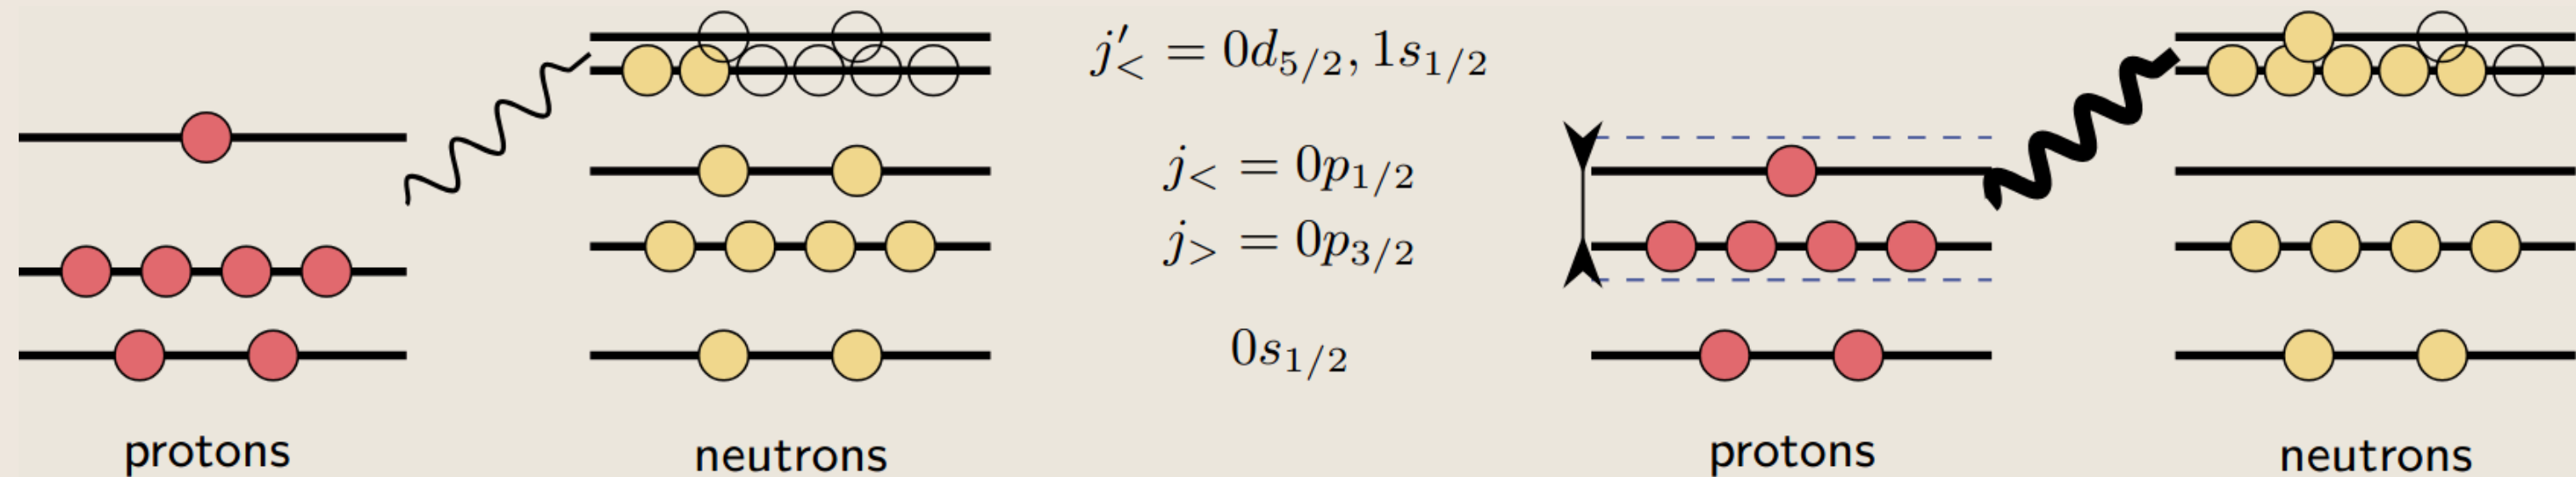 j′< = 0d5/2, 1s1/2
j< = 0p1/2
j> = 0p3/2
0s1/2
protons
neutrons
protons
neutrons